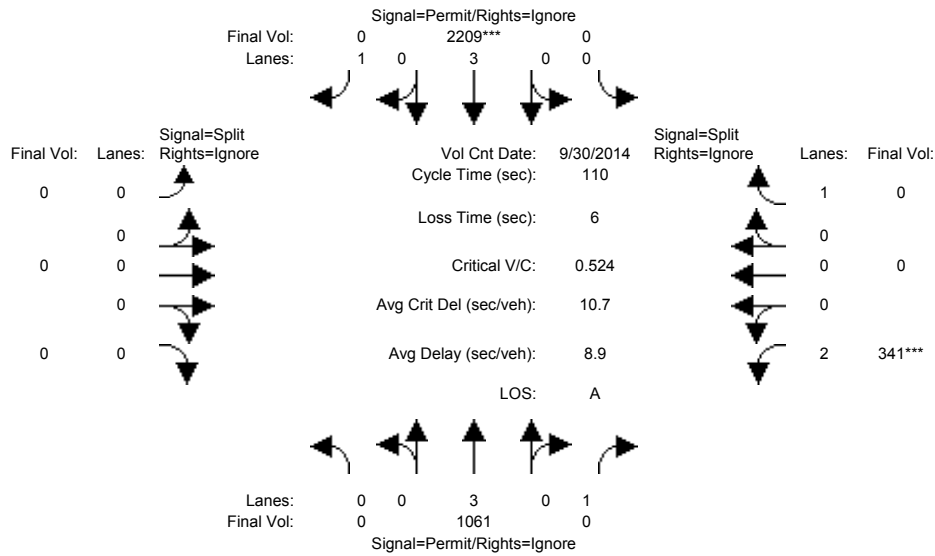 Signal=Permit/Rights=Ignore
Final Vol: 0 2209*** 0
Lanes: 1 0 3 0 0
Signal=Split Signal=Split
Final Vol: Lanes: Rights=Ignore Vol Cnt Date: 9/30/2014 Rights=Ignore Lanes: Final Vol:
Cycle Time (sec): 110
0 0 1 0
Loss Time (sec): 6
0 0
0 0 Critical V/C: 0.524 0 0
0 Avg Crit Del (sec/veh): 10.7 0
0 0 Avg Delay (sec/veh): 8.9 2 341***
LOS: A
Lanes: 0 0 3 0 1
Final Vol: 0 1061 0
Signal=Permit/Rights=Ignore